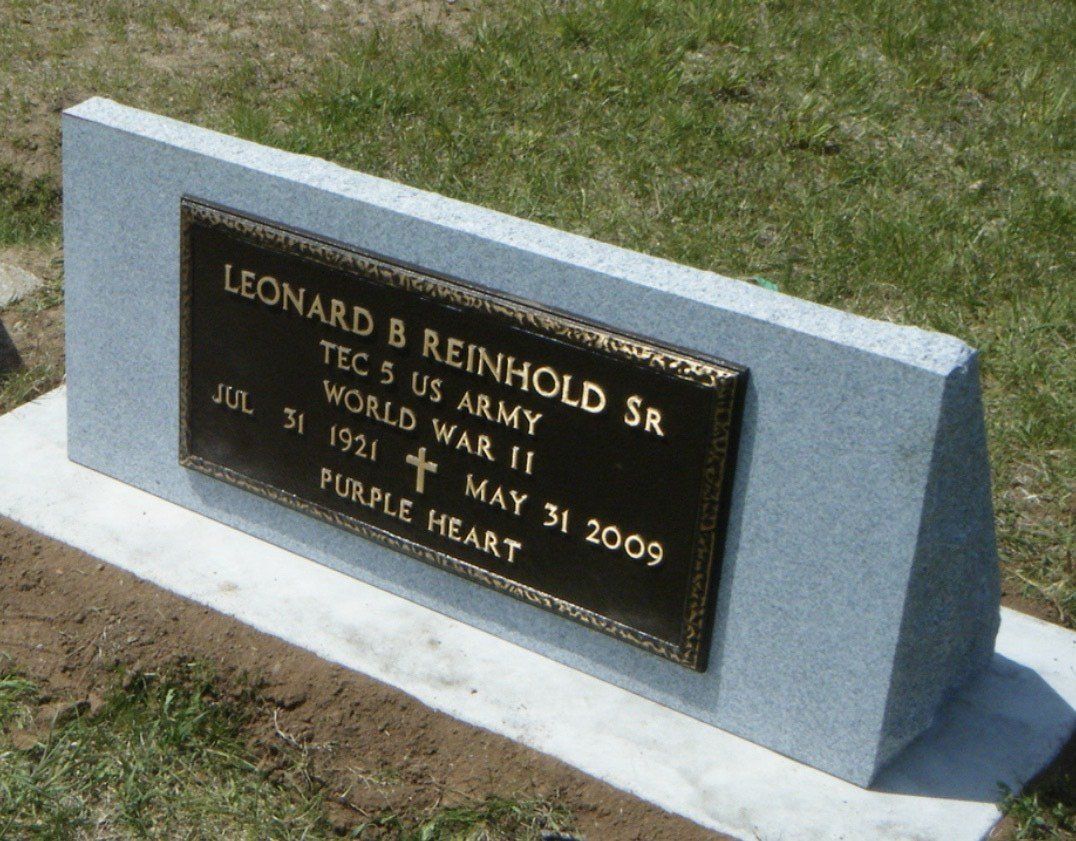 LEONARD B REINHOLD SR
TEC 5 US ARMY
WORLD WAR II
JUL 31 1921 MAY 31 2009
PURPLE HEART